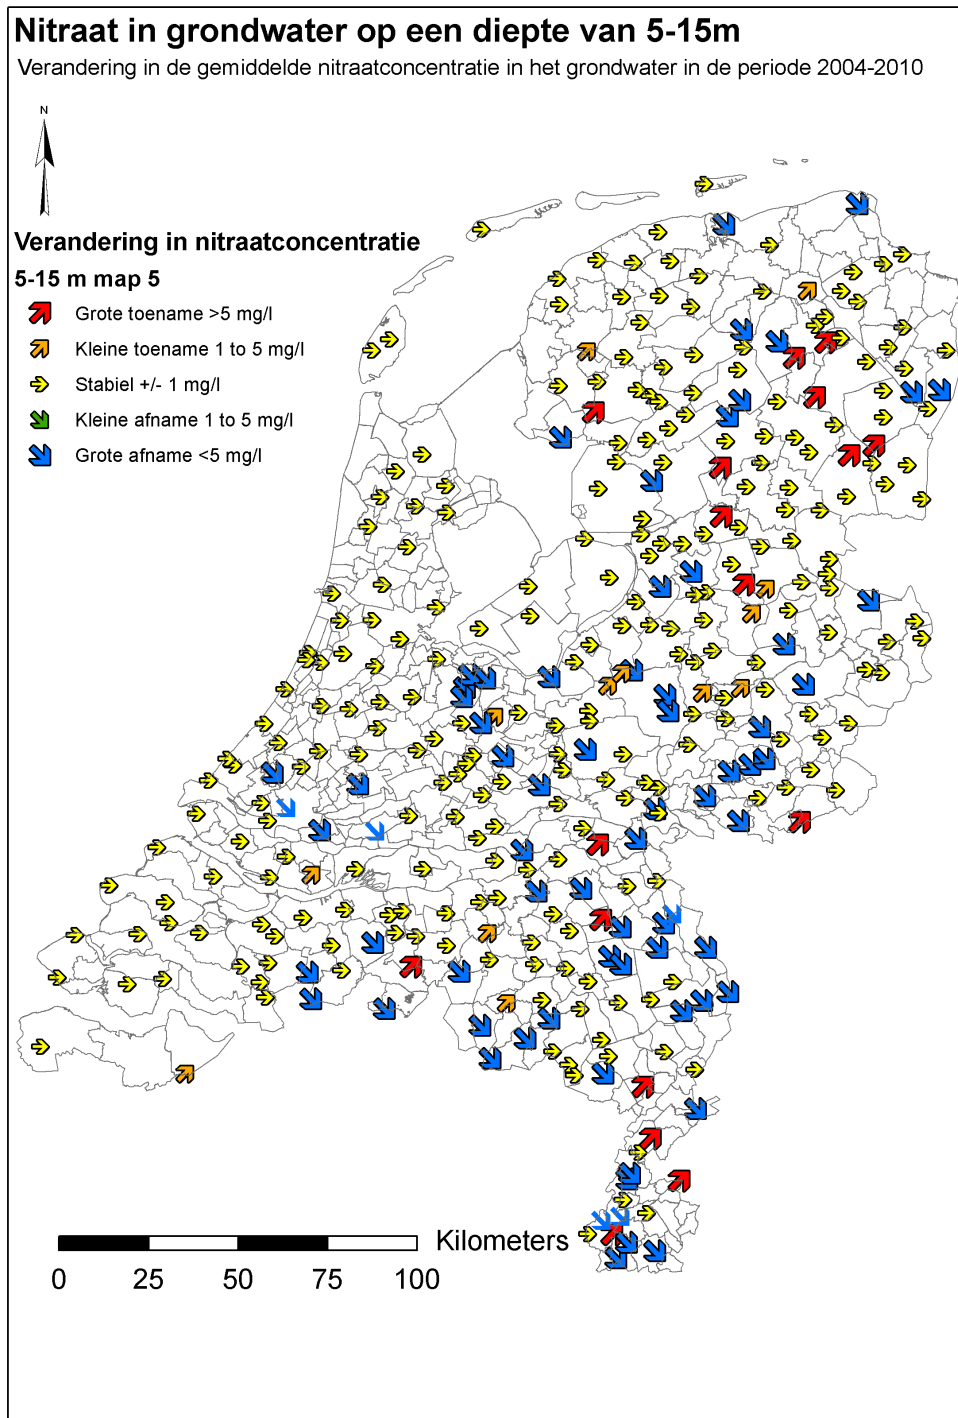 Nitraat in grondwater op een diepte van 5-15m
Verandering in de gemiddelde nitraatconcentratie in het grondwater in de periode 2004-2010
N
Verandering in nitraatconcentratie
5-15 m map 5
Grote toename >5 mg/l
Kleine toename 1 to 5 mg/l
Stabiel +/- 1 mg/l
Kleine afname 1 to 5 mg/l
Grote afname <5 mg/l
Kilometers
0 25 50 75 100